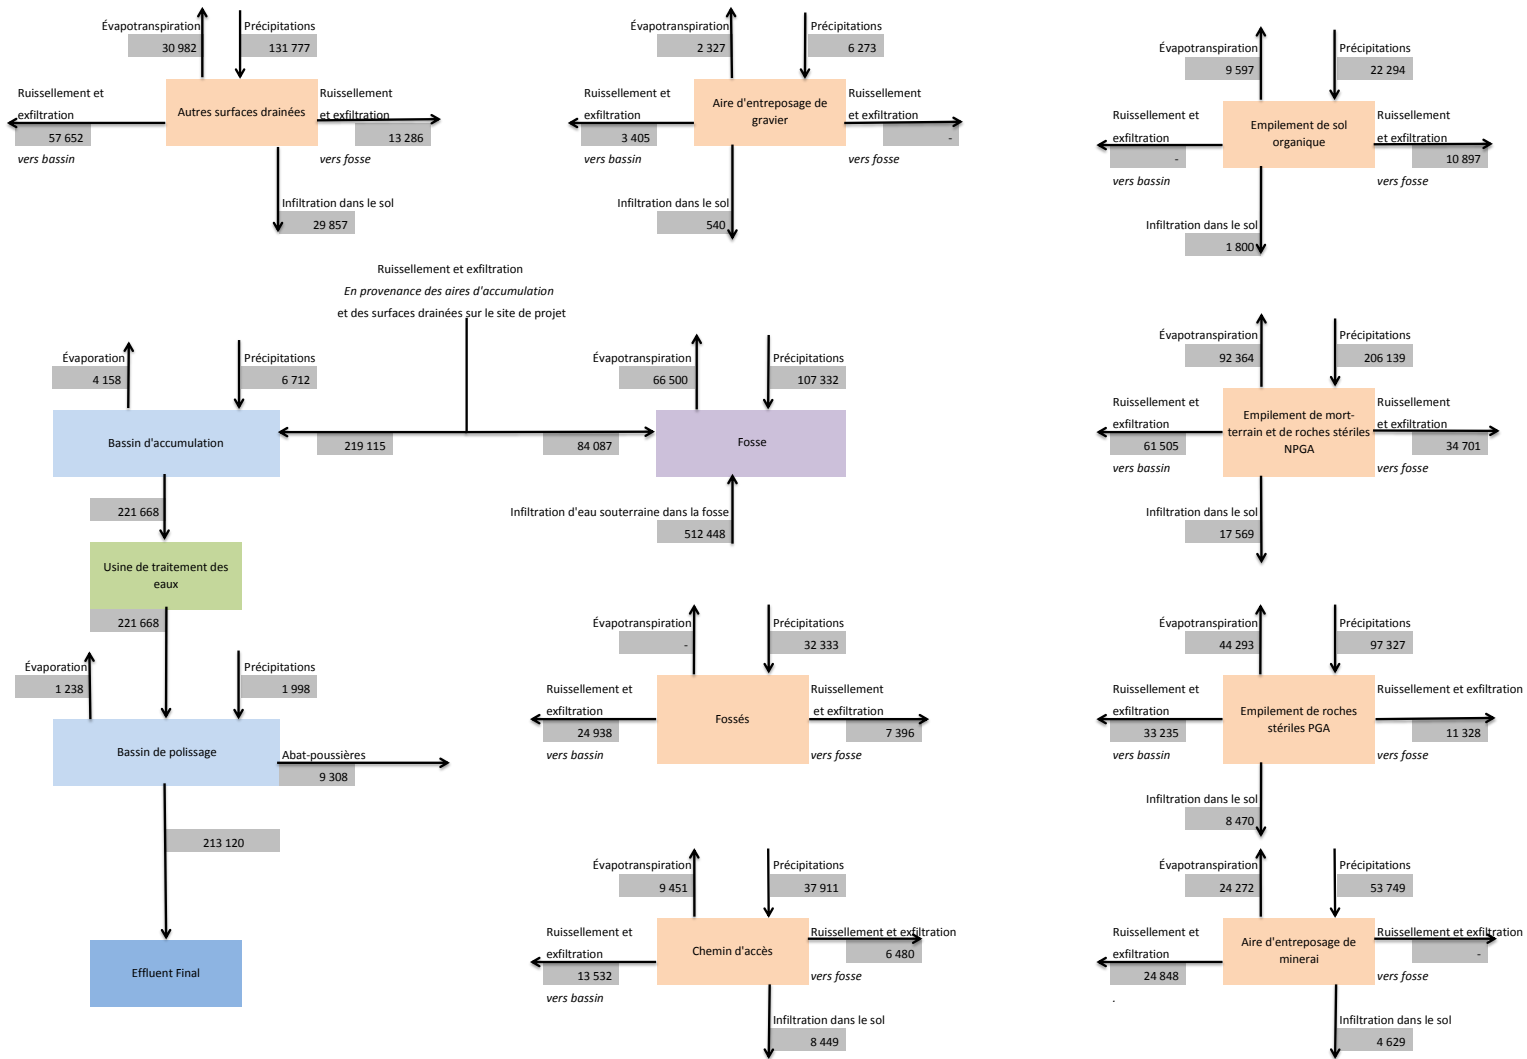 Évapotranspiration
30 982
Précipitations
131 777
Ruissellement et
exfiltration
57 652
vers bassin
Autres surfaces drainées
Ruissellement
et exfiltration
13 286
vers fosse
Infiltration dans le sol
29 857
Évapotranspiration
2 327
Précipitations
6 273
Ruissellement et
exfiltration
3 405
vers bassin
Aire d'entreposage de
gravier
Ruissellement
et exfiltration
-
vers fosse
Infiltration dans le sol
540
Évapotranspiration
9 597
Précipitations
22 294
Ruissellement et
exfiltration
-
vers bassin
Empilement de sol
organique
Ruissellement
et exfiltration
10 897
vers fosse
Infiltration dans le sol
1 800
Ruissellement et exfiltration
En provenance des aires d'accumulation
et des surfaces drainées sur le site de projet
Évaporation
4 158
Précipitations
6 712
Bassin d'accumulation
219 115
84 087
Évapotranspiration
66 500
Précipitations
107 332
Fosse
Infiltration d'eau souterraine dans la fosse
512 448
Évapotranspiration
92 364
Précipitations
206 139
Ruissellement et
exfiltration
61 505
vers bassin
Empilement de mort-
terrain et de roches stériles
NPGA
Ruissellement
et exfiltration
34 701
vers fosse
Infiltration dans le sol
17 569
221 668
Usine de traitement des
eaux
221 668
Évaporation
1 238
Précipitations
1 998
Bassin de polissage
Abat-poussières
9 308
213 120
Effluent Final
Évapotranspiration
-
Précipitations
32 333
Ruissellement et
exfiltration
24 938
vers bassin
Fossés
Ruissellement
et exfiltration
7 396
vers fosse
Évapotranspiration
44 293
Précipitations
97 327
Ruissellement et
exfiltration
33 235
vers bassin
Empilement de roches
stériles PGA
Ruissellement et exfiltration
11 328
vers fosse
Infiltration dans le sol
8 470
Évapotranspiration
9 451
Précipitations
37 911
Ruissellement et
exfiltration
13 532
vers bassin
Chemin d'accès
Ruissellement et exfiltration
6 480
vers fosse
Infiltration dans le sol
8 449
Évapotranspiration
24 272
Précipitations
53 749
Ruissellement et
exfiltration
24 848
.
Aire d'entreposage de
minerai
Ruissellement et exfiltration
-
vers fosse
Infiltration dans le sol
4 629